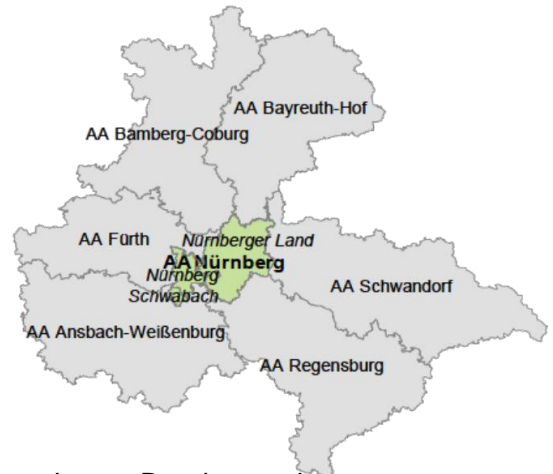 AA Bayreuth-Hof
AA Bamberg-Coburg
AA Fürth
Nürnberger Land
AA Nürnberg
Nürnberg
Schwabach
AA Schwandorf
AA Ansbach-Weißenburg
AA Regensburg